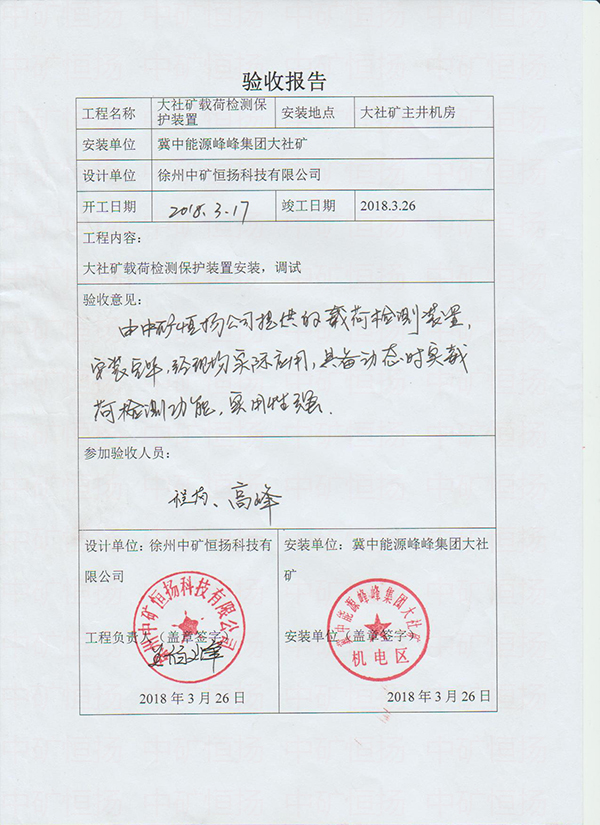 验收报告
工程名称 大社矿载荷检测保护装置 安装地点 大社矿主井机房
安装单位 冀中能源峰峰集团大社矿
设计单位 徐州中矿恒扬科技有限公司
开工日期 2018.3.17 竣工日期 2018.3.26
工程内容:
大社矿载荷检测保护装置安装，调试
验收意见:
由中矿恒扬公司提供的载荷检测装置，
安装完毕，经现场实际应用，具备动态时实载
荷检测功能，实用性强.
参加验收人员:
高峰
设计单位: 徐州中矿恒扬科技有
限公司
工程负责人（盖章签字）
徐州中矿恒扬科技有限公司
2018 年 3 月 26 日
安装单位: 冀中能源峰峰集团大社
矿
安装单位（盖章签字）
冀中能源峰峰集团大社矿
机电区
2018 年 3 月 26 日
中矿恒扬